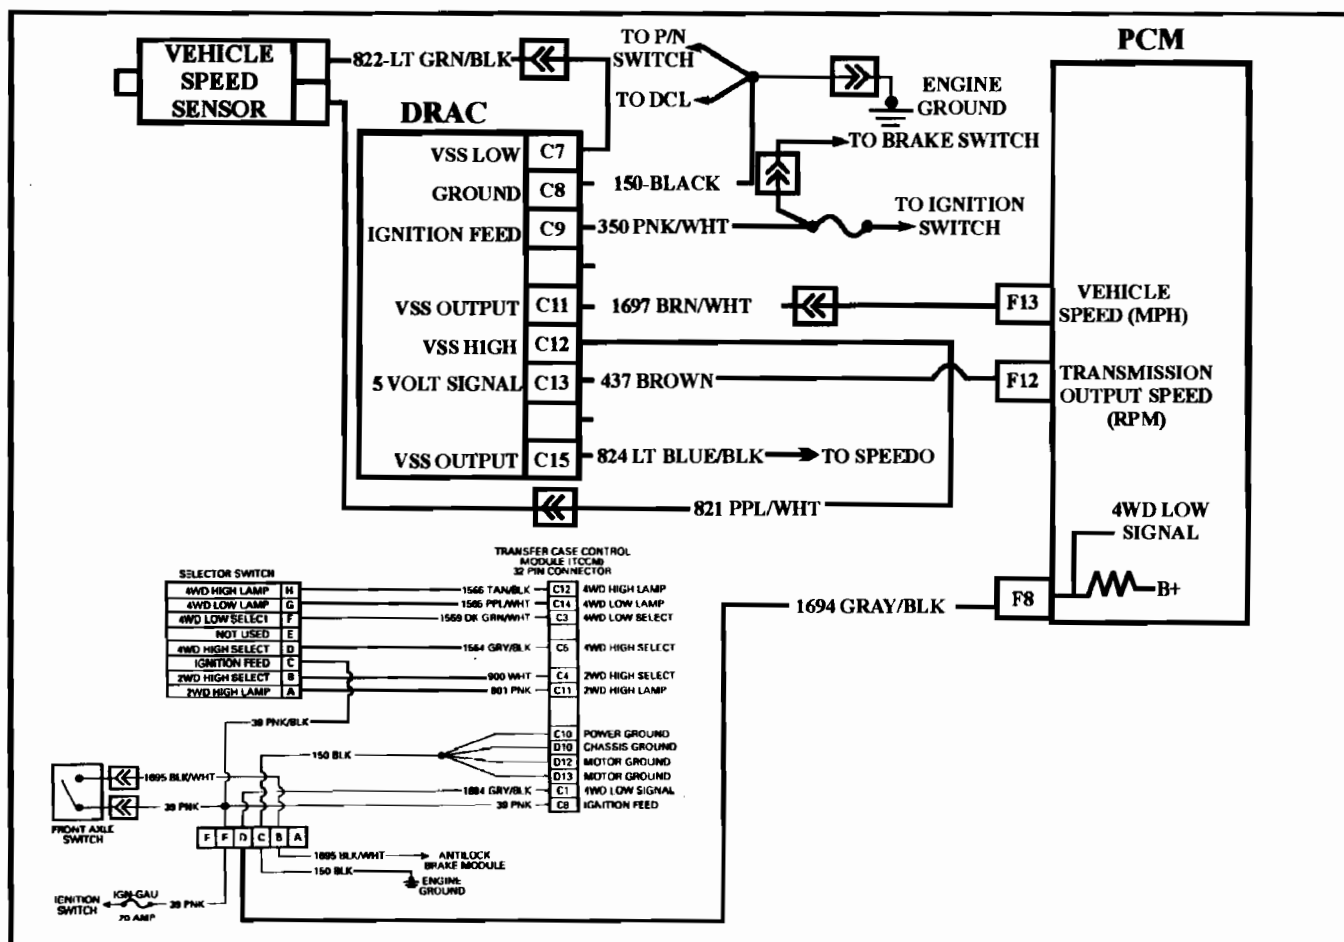 VEHICLE
SPEED
SENSOR
822-LT GRN/BLK
TO P/N
SWITCH
TO DCL
ENGINE
GROUND
PCM
DRAC
TO BRAKE SWITCH
VSS LOW C7
GROUND C8 150-BLACK
IGNITION FEED C9 350 PNK/WHT
TO IGNITION
SWITCH
VSS OUTPUT C11 1697 BRN/WHT
F13 VEHICLE
SPEED (MPH)
VSS H1GH C12
5 VOLT SIGNAL C13 437 BROWN
F12 TRANSMISSION
OUTPUT SPEED
(RPM)
VSS OUTPUT C15 824 LT BLUE/BLK TO SPEEDO
821 PPL/WHT
4WD LOW
SIGNAL
B+
F8
1694 GRAY/BLK
TRANSFER CASE CONTROL
MODULE (TCCM)
32 PIN CONNECTOR
SELECTOR SWITCH
4WD HIGH LAMP H 1566 TAN/BLK C12 4WD HIGH LAMP
4WD LOW LAMP G 1565 PPL/WHT C14 4WD LOW LAMP
4WD LOW SELECT F 1569 DK GRN/WHT C3 4WD LOW SELECT
NOT USED E
4WD HIGH SELECT D 1564 GRY/BLK C5 4WD HIGH SELECT
IGNITION FEED C
2WD HIGH SELECT B 900 WHT C4 2WD HIGH SELECT
2WD HIGH LAMP A 801 PNK C11 2WD HIGH LAMP
39 PNK/BLK
C10 POWER GROUND
150 BLK D10 CHASSIS GROUND
D12 MOTOR GROUND
D13 MOTOR GROUND
1695 BLK/WHT
1694 GRY/BLK C1 4WD LOW SIGNAL
39 PNK 39 PNK C8 IGNITION FEED
FRONT AXLE
SWITCH
F E D C B A
1695 BLK/WHT ANTILOCK
BRAKE MODULE
150 BLK ENGINE
GROUND
IGNITION
SWITCH
IGN-GAU
20 AMP
39 PNK